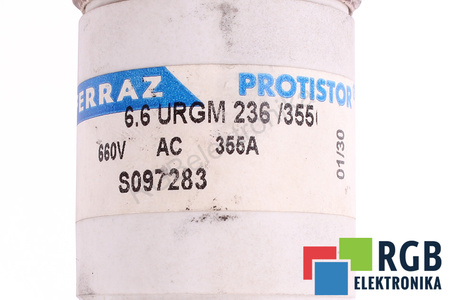 ERRAZ PROTISTOR
6.6 URGM 236 /355
660V AC 355A
S097283
01/30
RGB
ELEKTRONIKA